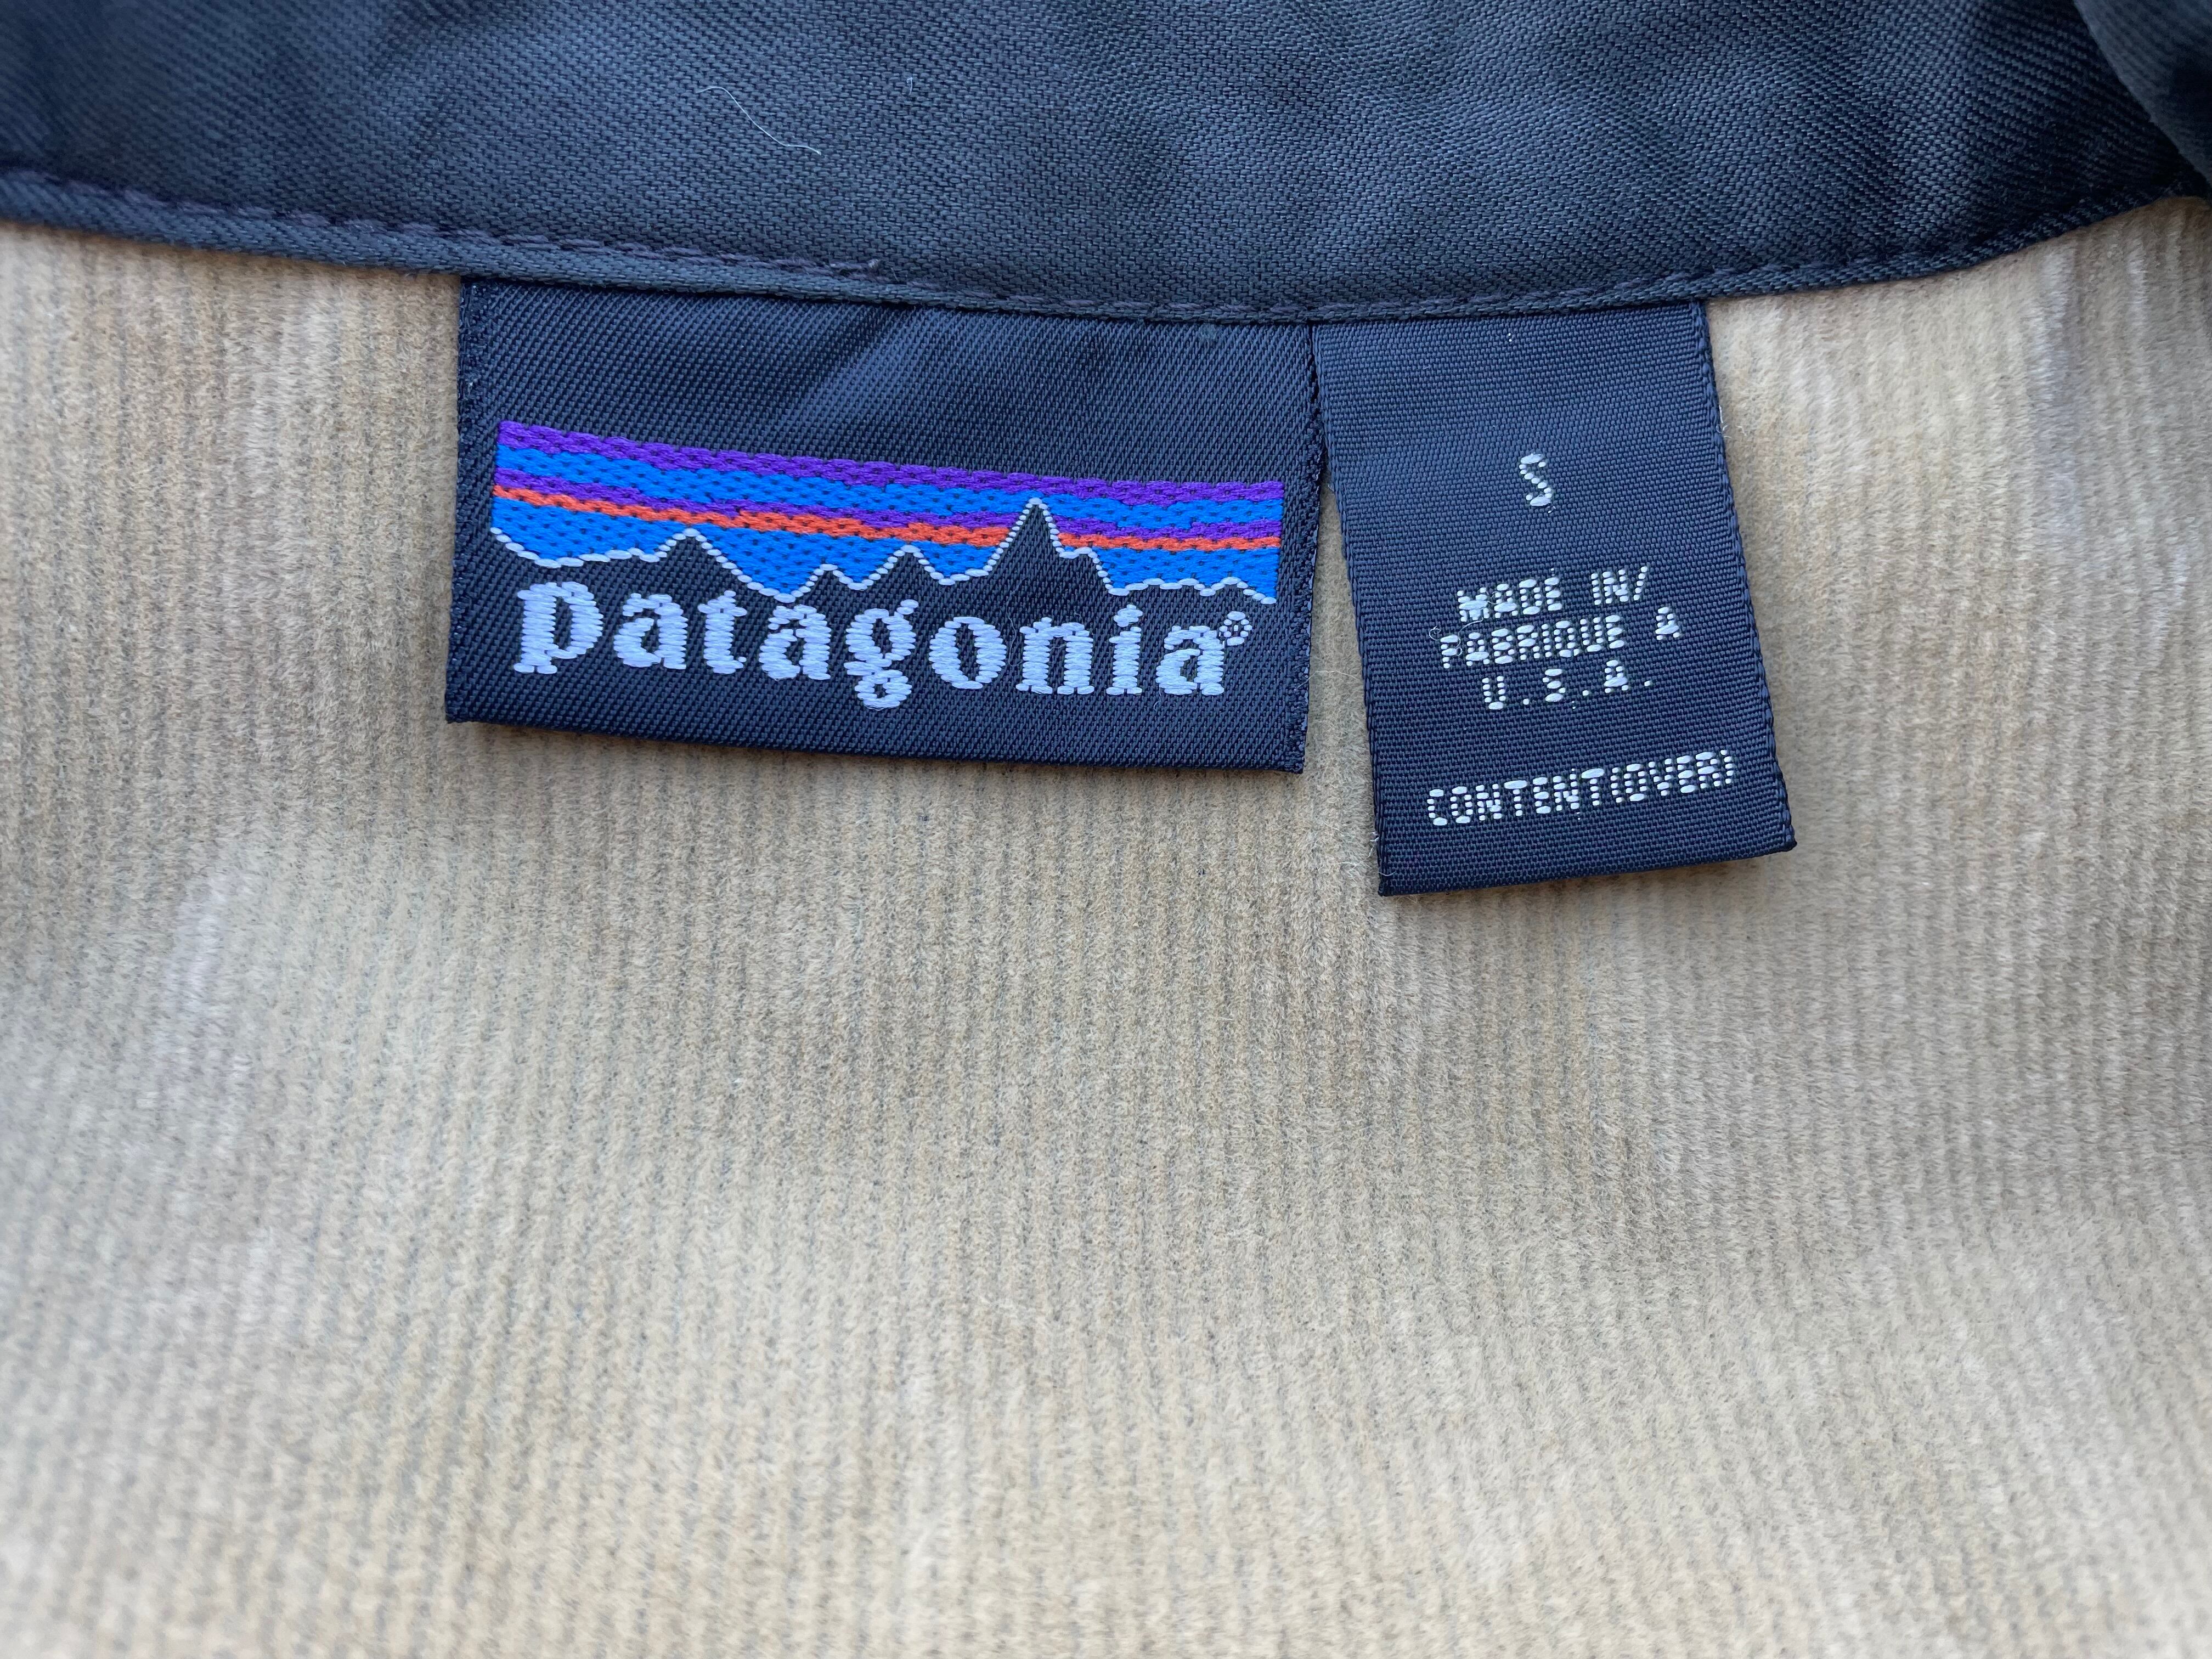 patagonia®
S
MADE IN/
FABRIQUE A
U.S.A.
CONTENT(OVER)